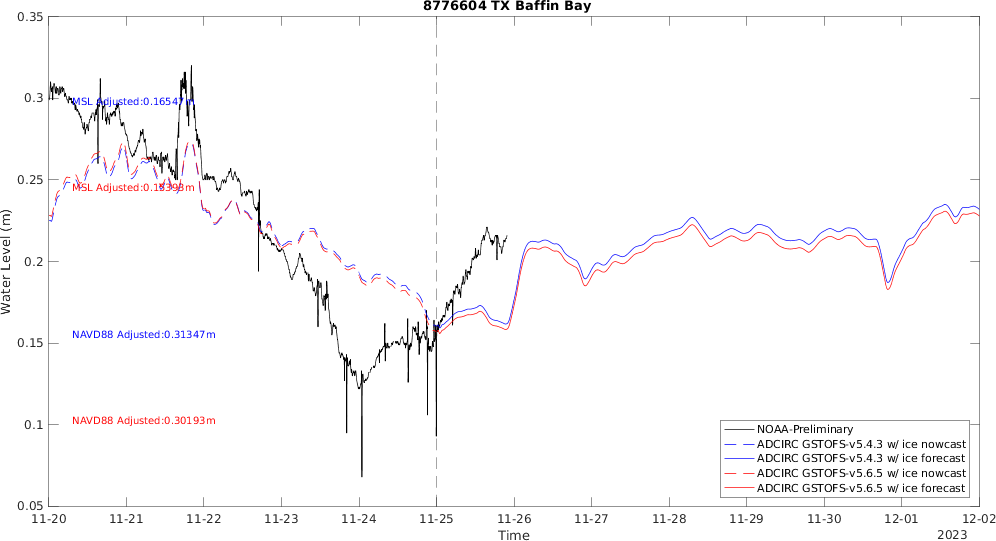 8776604 TX Baffin Bay
0.35
0.3
0.25
0.2
0.15
0.1
0.05
Water Level (m)
MSL Adjusted:0.16547m
MSL Adjusted:0.15393m
NAVD88 Adjusted:0.31347m
NAVD88 Adjusted:0.30193m
NOAA-Preliminary
ADCIRC GSTOFS-v5.4.3 w/ ice nowcast
ADCIRC GSTOFS-v5.4.3 w/ ice forecast
ADCIRC GSTOFS-v5.6.5 w/ ice nowcast
ADCIRC GSTOFS-v5.6.5 w/ ice forecast
11-20 11-21 11-22 11-23 11-24 11-25 11-26 11-27 11-28 11-29 11-30 12-01 12-02
Time
2023